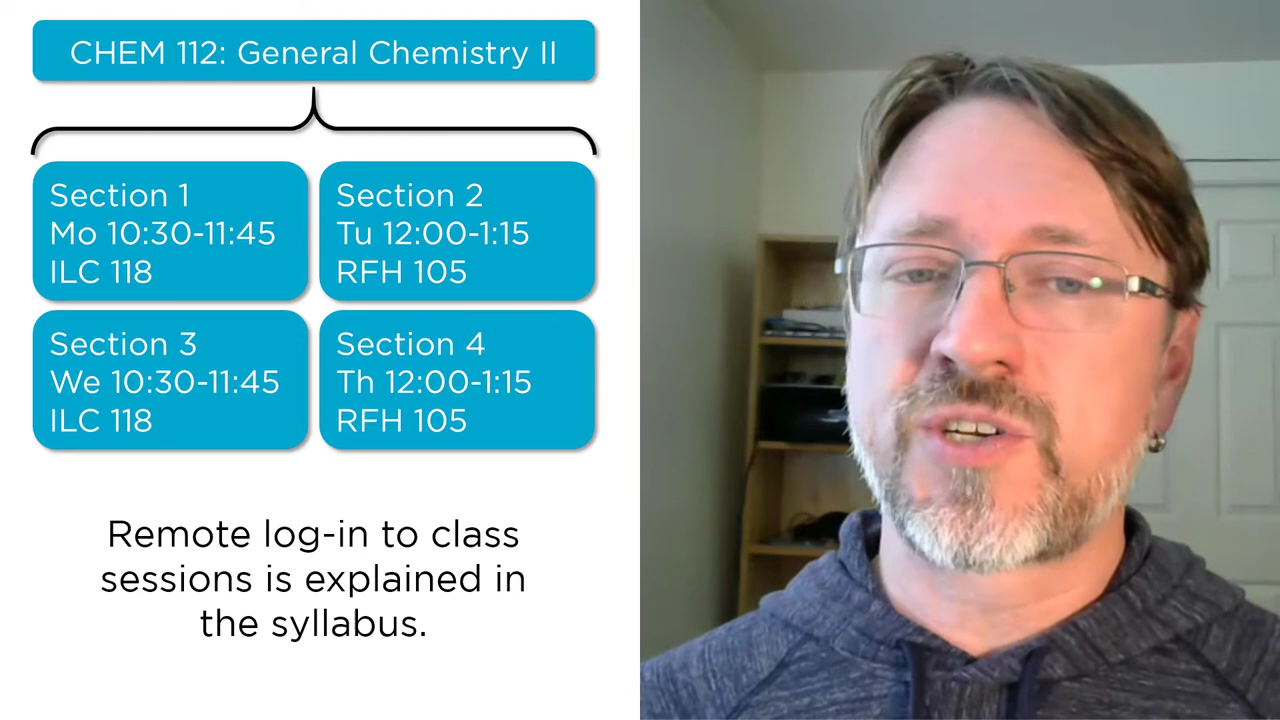 CHEM 112: General Chemistry II
Section 1
Mo 10:30-11:45
ILC 118
Section 2
Tu 12:00-1:15
RFH 105
Section 3
We 10:30-11:45
ILC 118
Section 4
Th 12:00-1:15
RFH 105
Remote log-in to class
sessions is explained in
the syllabus.